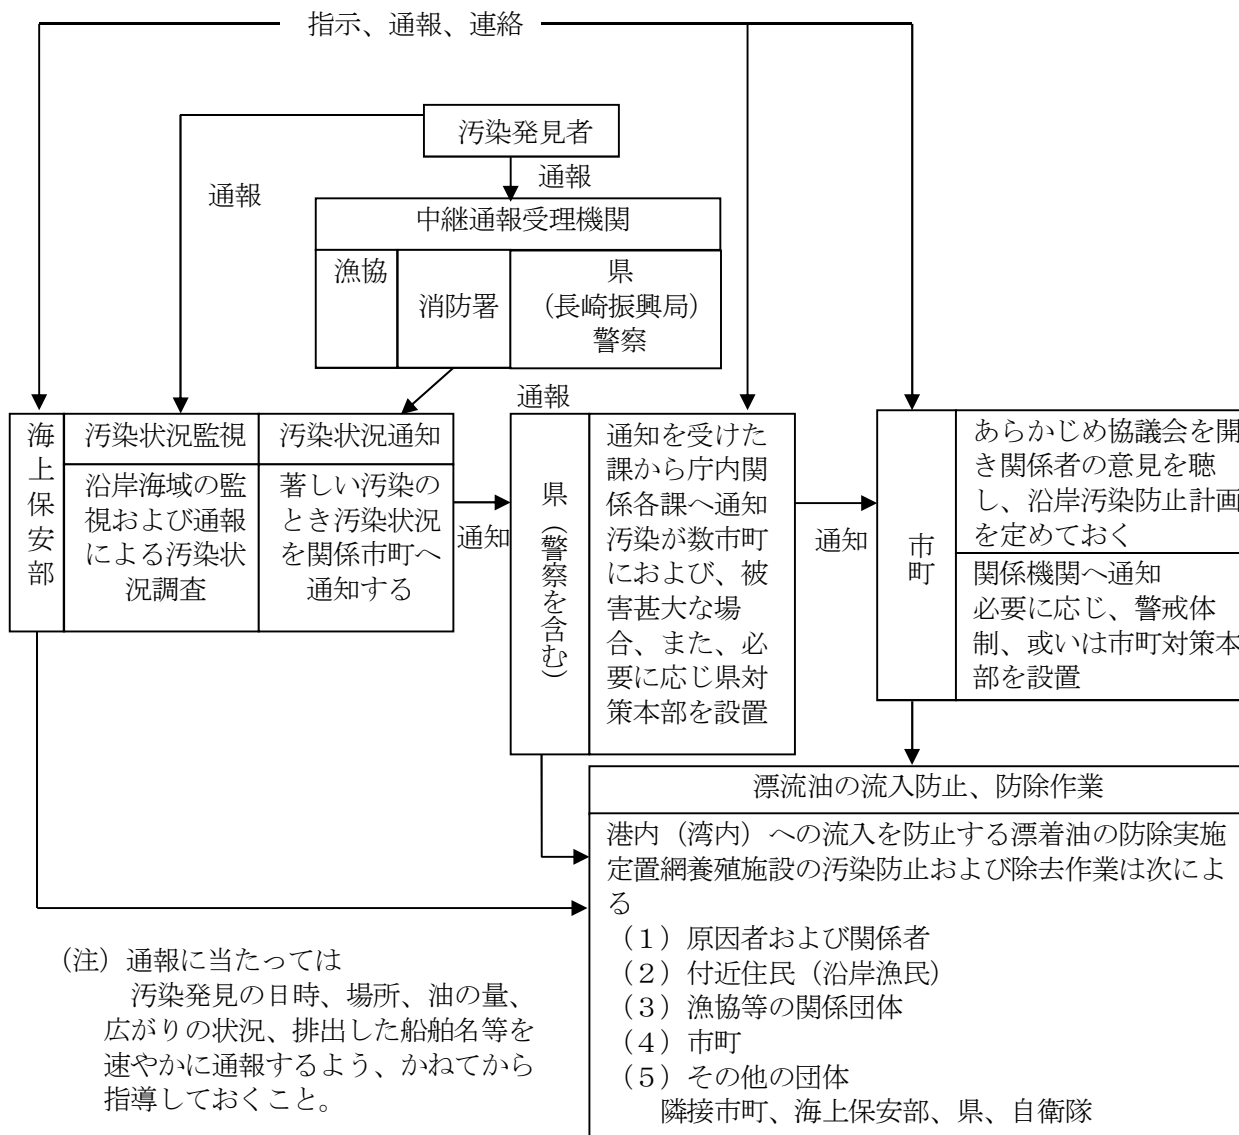 指示、通報、連絡
汚染発見者
通報
通報
中継通報受理機関
漁協
消防署
県
(長崎振興局)
警察
通報
海上保安部
汚染状況監視
沿岸海域の監
視および通報
による汚染状
況調査
汚染状況通知
著しい汚染の
とき汚染状況
を関係市町へ
通知する
通知
県(警察を含む)
通知を受けた
課から庁内関
係各課へ通知
汚染が数市町
におよび、被
害甚大な場
合、また、必
要に応じ県対
策本部を設置
通知
市町
あらかじめ協議会を開
き関係者の意見を聴
し、沿岸汚染防止計画
を定めておく
関係機関へ通知
必要に応じ、警戒体
制、或いは市町対策本
部を設置
漂流油の流入防止、防除作業
港内(湾内)への流入を防止する漂着油の防除実施
定置網養殖施設の汚染防止および除去作業は次によ
る
(1)原因者および関係者
(2)付近住民(沿岸漁民)
(3)漁協等の関係団体
(4)市町
(5)その他の団体
隣接市町、海上保安部、県、自衛隊
(注)通報に当たっては
汚染発見の日時、場所、油の量、
広がりの状況、排出した船舶名等を
速やかに通報するよう、かねてから
指導しておくこと。